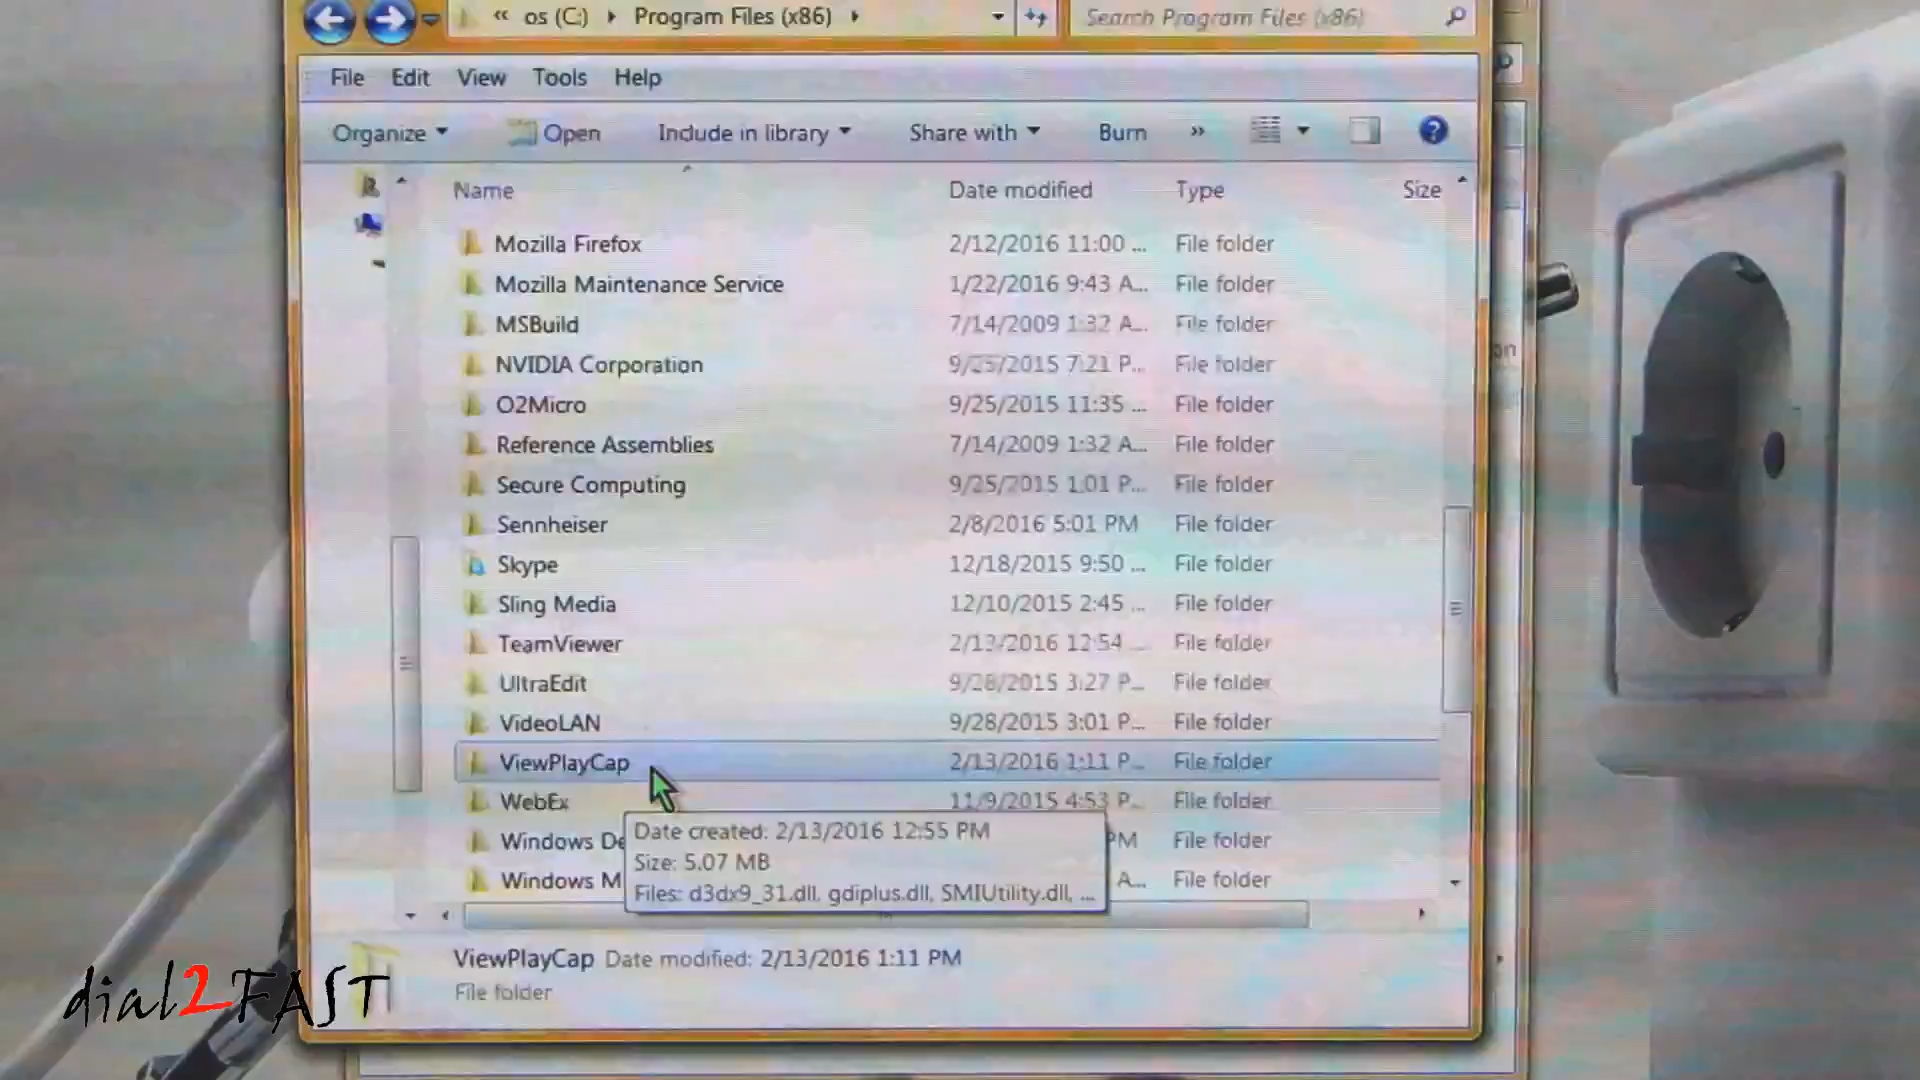 « os (C:) Program Files (x86) Search Program Files (x86)
File Edit View Tools Help
Organize Open Include in library Share with Burn »
Name Date modified Type Size
Mozilla Firefox 2/12/2016 11:00 ... File folder
Mozilla Maintenance Service 1/22/2016 9:43 A... File folder
MSBuild 7/14/2009 1:32 A... File folder
NVIDIA Corporation 9/25/2015 7:21 P... File folder
O2Micro 9/25/2015 11:35 ... File folder
Reference Assemblies 7/14/2009 1:32 A... File folder
Secure Computing 9/25/2015 1:01 P... File folder
Sennheiser 2/8/2016 5:01 PM File folder
Skype 12/18/2015 9:50 ... File folder
Sling Media 12/10/2015 2:45 ... File folder
TeamViewer 2/13/2016 12:54 ... File folder
UltraEdit 9/28/2015 3:27 P... File folder
VideoLAN 9/28/2015 3:01 P... File folder
ViewPlayCap 2/13/2016 1:11 P... File folder
WebEx 11/9/2015 4:53 P... File folder
Windows De PM File folder
Windows M A... File folder
Date created: 2/13/2016 12:55 PM
Size: 5.07 MB
Files: d3dx9_31.dll, gdiplus.dll, SMIUtility.dll, ...
ViewPlayCap Date modified: 2/13/2016 1:11 PM
File folder
dial2FAST